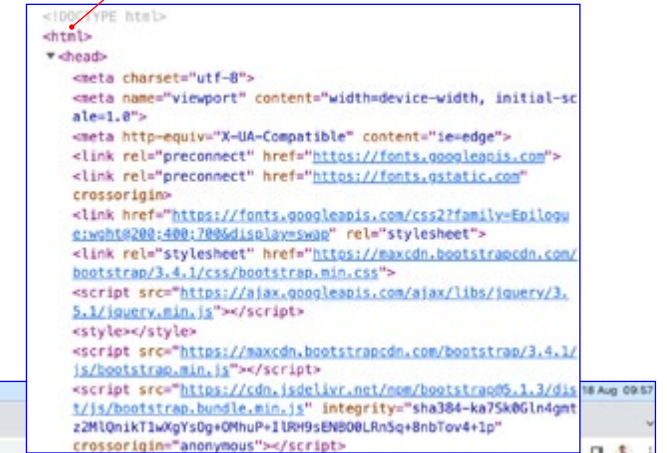 <!DOCTYPE html>
<html>
▼<head>
<meta charset="utf-8">
<meta name="viewport" content="width=device-width, initial-sc
ale=1.0">
<meta http-equiv="X-UA-Compatible" content="ie=edge">
<link rel="preconnect" href="https://fonts.googleapis.com">
<link rel="preconnect" href="https://fonts.gstatic.com"
crossorigin>
<link href="https://fonts.googleapis.com/css2?family=Epilogu
e:wght@200;400;700&display=swap" rel="stylesheet">
<link rel="stylesheet" href="https://maxcdn.bootstrapcdn.com/
bootstrap/3.4.1/css/bootstrap.min.css">
<script src="https://ajax.googleapis.com/ajax/libs/jquery/3.
5.1/jquery.min.js"></script>
<style></style>
<script src="https://maxcdn.bootstrapcdn.com/bootstrap/3.4.1/
js/bootstrap.min.js"></script>
<script src="https://cdn.jsdelivr.net/npm/bootstrap@5.1.3/dis
t/js/bootstrap.bundle.min.js" integrity="sha384-ka7Sk0Gln4gmt
z2MlQnikT1wXgYsOg+OMhuP+IlRH9sENBO0LRn5q+8nbTov4+1p"
crossorigin="anonymous"></script>
18 Aug 09:57